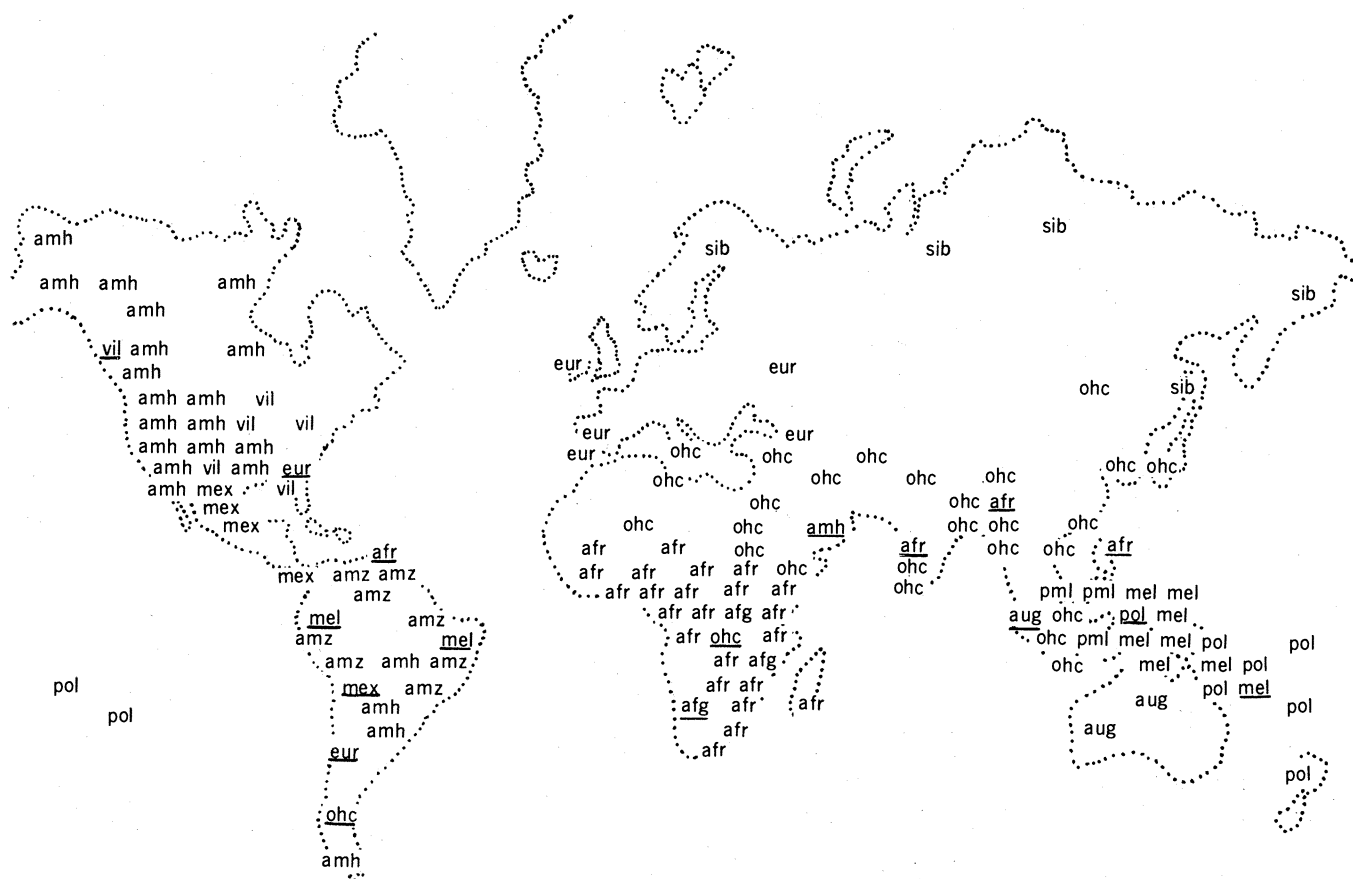 amh
sib
sib
sib
amh amh amh
sib
amh
vil amh amh
eur eur
amh
ohc sib
amh amh vil
amh amh vil vil
eur eur
amh amh amh
eur ohc ohc ohc
amh vil amh eur
ohc ohc
ohc ohc ohc ohc
amh mex vil
ohc ohc afr
mex
mex
ohc ohc amh ohc ohc ohc
afr
afr afr ohc afr ohc ohc afr
mex amz amz
afr afr afr afr ohc ohc
amz
afr afr afr afr afr ohc
pml pml mel mel
mel amz
afr afr afg afr
aug ohc pol mel
amz mel
afr ohc afr
ohc pml mel mel pol pol
amz amh amz
afr afg
ohc mel mel pol
pol
mex amz
afr afr
pol mel
amh
afg afr afr
aug pol
pol
amh
afr
aug
eur
afr
pol
ohc
amh